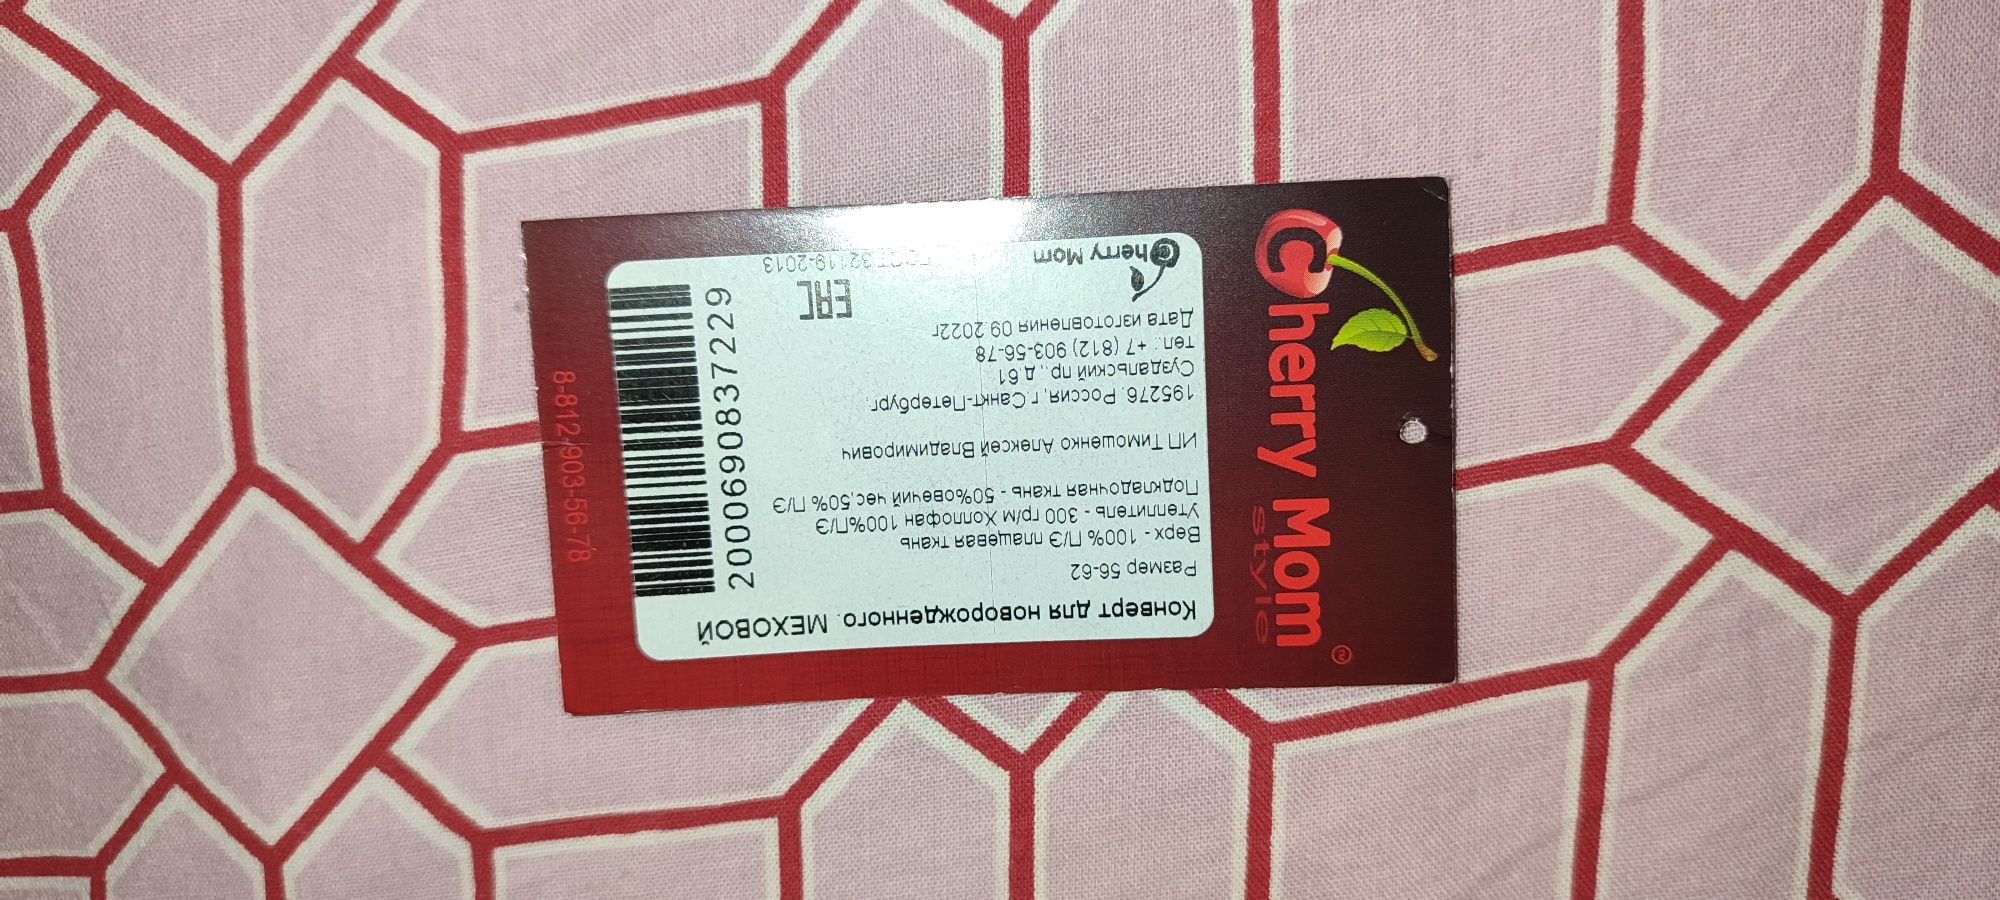 Cherry Mom
TM
style
Конверт для новорожденного. МЕХОВОЙ
Размер 56-62
Верх - 100% П/Э плащевая ткань
Утеплитель - 300 гр/м Холлофан 100%П/Э
Подкладочная ткань - 50%овечий чес,50% П/Э
ИП Тимошенко Алексей Владимирович
195276. Россия, г.Санкт-Петербург,
Суздальский пр., д.61
тел.: +7 (812) 903-56-78
Дата изготовления 09.2022г
EAC
Cherry Mom
ГОСТ 32119-2013
2000690837229
8-812-903-56-78